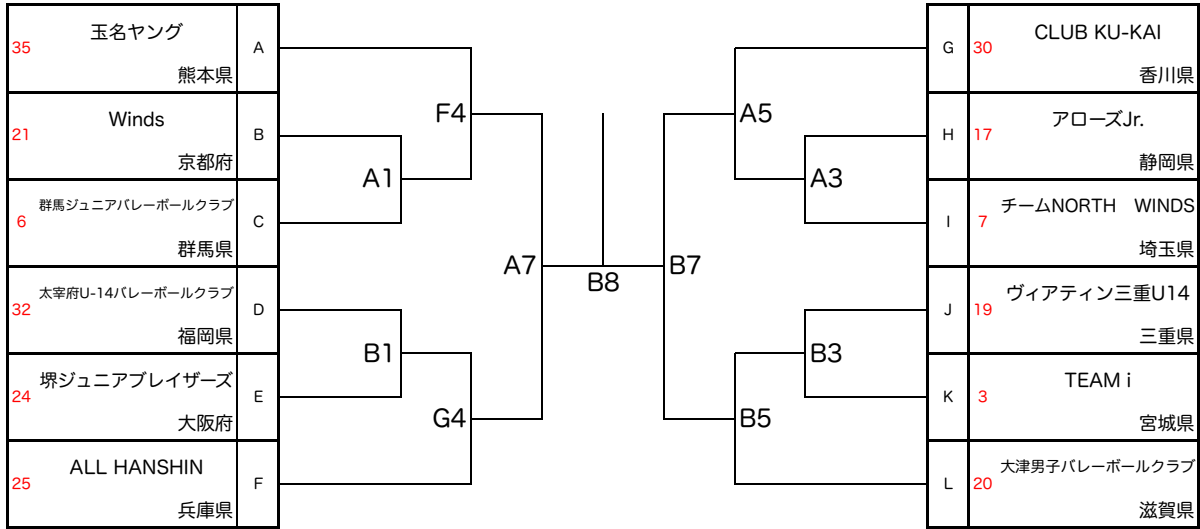 35 玉名ヤング A
熊本県
21 Winds B
京都府
6 群馬ジュニアバレーボールクラブ C
群馬県
32 太宰府U-14バレーボールクラブ D
福岡県
24 堺ジュニアブレイザーズ E
大阪府
25 ALL HANSHIN F
兵庫県
F4
A1
A7
B1
G4
B8
A5
A3
B7
B3
B5
G 30 CLUB KU-KAI
香川県
H 17 アローズJr.
静岡県
I 7 チームNORTH　WINDS
埼玉県
J 19 ヴィアティン三重U14
三重県
K 3 TEAM i
宮城県
L 20 大津男子バレーボールクラブ
滋賀県